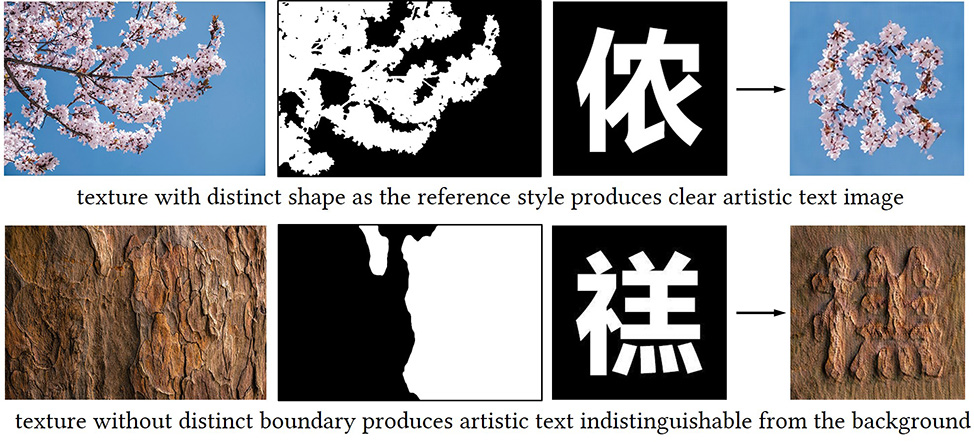 侬
texture with distinct shape as the reference style produces clear artistic text image
禚
texture without distinct boundary produces artistic text indistinguishable from the background